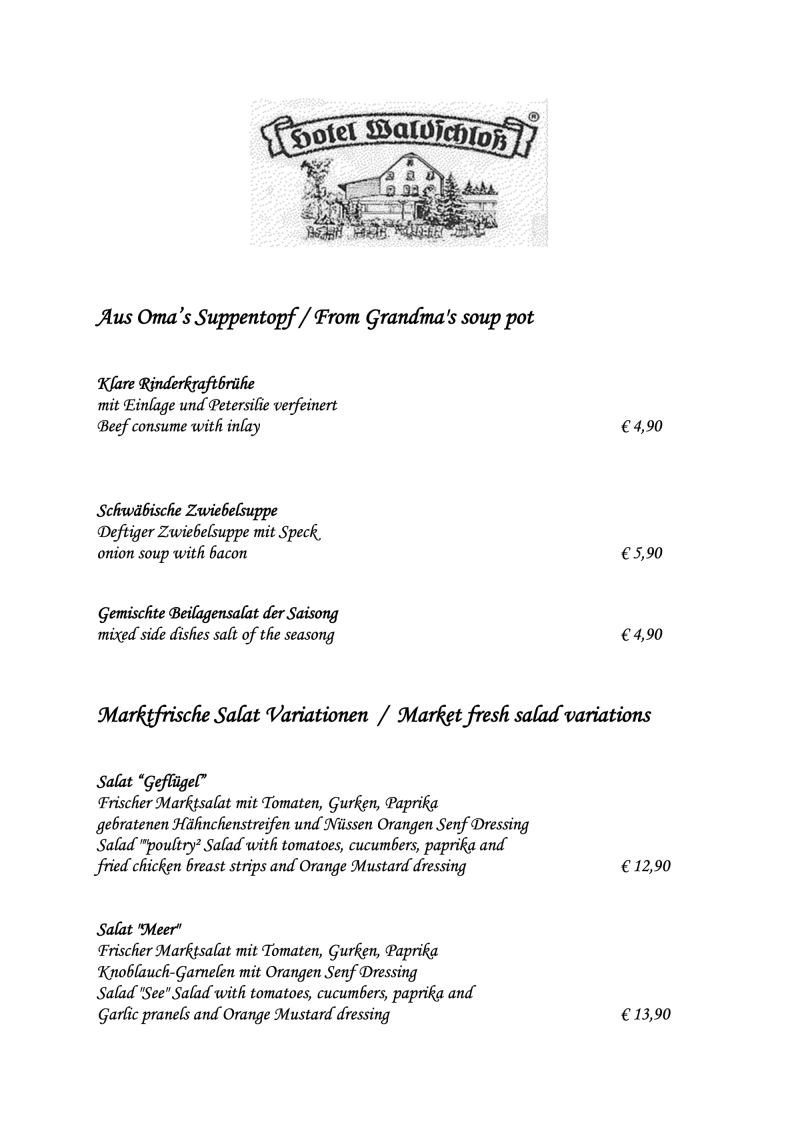 Hotel Waldschloß ®
Aus Oma’s Suppentopf / From Grandma's soup pot
Klare Rinderkraftbrühe
mit Einlage und Petersilie verfeinert
Beef consume with inlay € 4,90
Schwäbische Zwiebelsuppe
Deftiger Zwiebelsuppe mit Speck
onion soup with bacon € 5,90
Gemischte Beilagensalat der Saisong
mixed side dishes salt of the seasong € 4,90
Marktfrische Salat Variationen / Market fresh salad variations
Salat “Geflügel”
Frischer Marktsalat mit Tomaten, Gurken, Paprika
gebratenen Hähnchenstreifen und Nüssen Orangen Senf Dressing
Salad ""poultry² Salad with tomatoes, cucumbers, paprika and
fried chicken breast strips and Orange Mustard dressing € 12,90
Salat "Meer"
Frischer Marktsalat mit Tomaten, Gurken, Paprika
Knoblauch-Garnelen mit Orangen Senf Dressing
Salad "See" Salad with tomatoes, cucumbers, paprika and
Garlic pranels and Orange Mustard dressing € 13,90